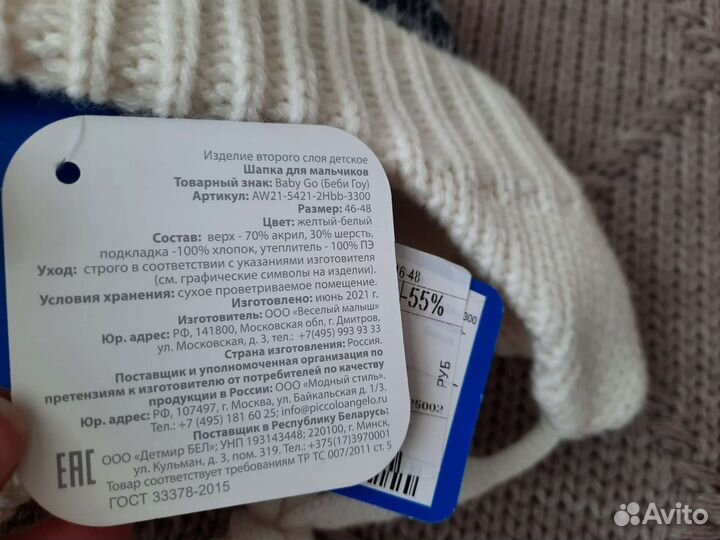 Изделие второго слоя детское
Шапка для мальчиков
Товарный знак: Baby Go (Беби Гоу)
Артикул: AW21-5421-2Hbb-3300
Размер: 46-48
Цвет: желтый-белый
Состав: верх - 70% акрил, 30% шерсть,
подкладка -100% хлопок, утеплитель - 100% ПЭ
Уход: строго в соответствии с указаниями изготовителя
(см. графические символы на изделии).
Условия хранения: сухое проветриваемое помещение.
Изготовлено: июнь 2021 г.
Изготовитель: ООО «Веселый малыш»
Юр. адрес: РФ, 141800, Московская обл, г. Дмитров,
ул. Московская, д. 3, тел.: +7(495) 993 93 33
Страна изготовления: Россия.
Поставщик и уполномоченная организация по
претензиям к изготовителю от потребителей по качеству
продукции в России: ООО «Модный стиль».
Юр. адрес: РФ, 107497, г. Москва, ул. Байкальская д. 1/3,
Тел.: +7 (495) 181 60 25; info@piccoloangelo.ru
Поставщик в Республику Беларусь:
ООО «Детмир БЕЛ»; УНП 193143448; 220100, г. Минск,
ул. Кульман, д. 3, пом. 319. Тел.: +375(17)3970001
Товар соответствует требованиям ТР ТС 007/2011 ст. 5
EAC
ГОСТ 33378-2015
46-48
-55%
300
РУБ
26002
Avito